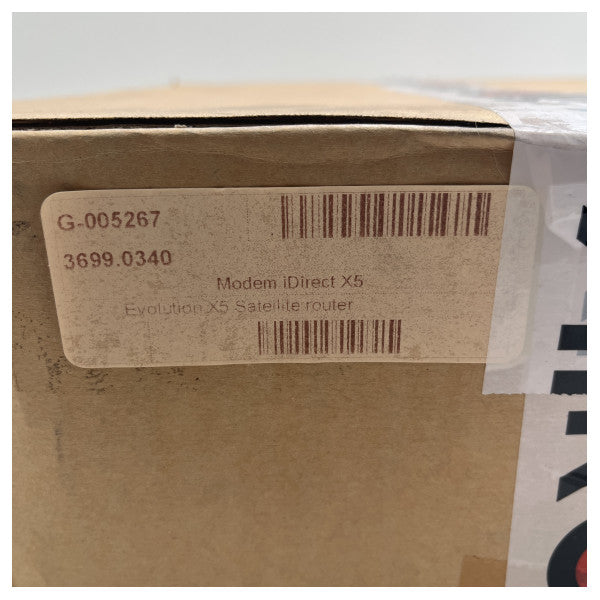 G-005267
3699.0340
Modem iDirect X5
Evolution X5 Satellite router